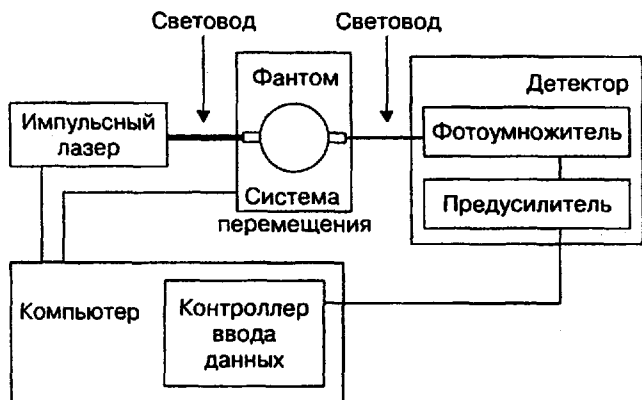 Световод
Световод
Фантом
Детектор
Импульсный
лазер
Фотоумножитель
Система
перемещения
Предусилитель
Компьютер
Контроллер
ввода
данных